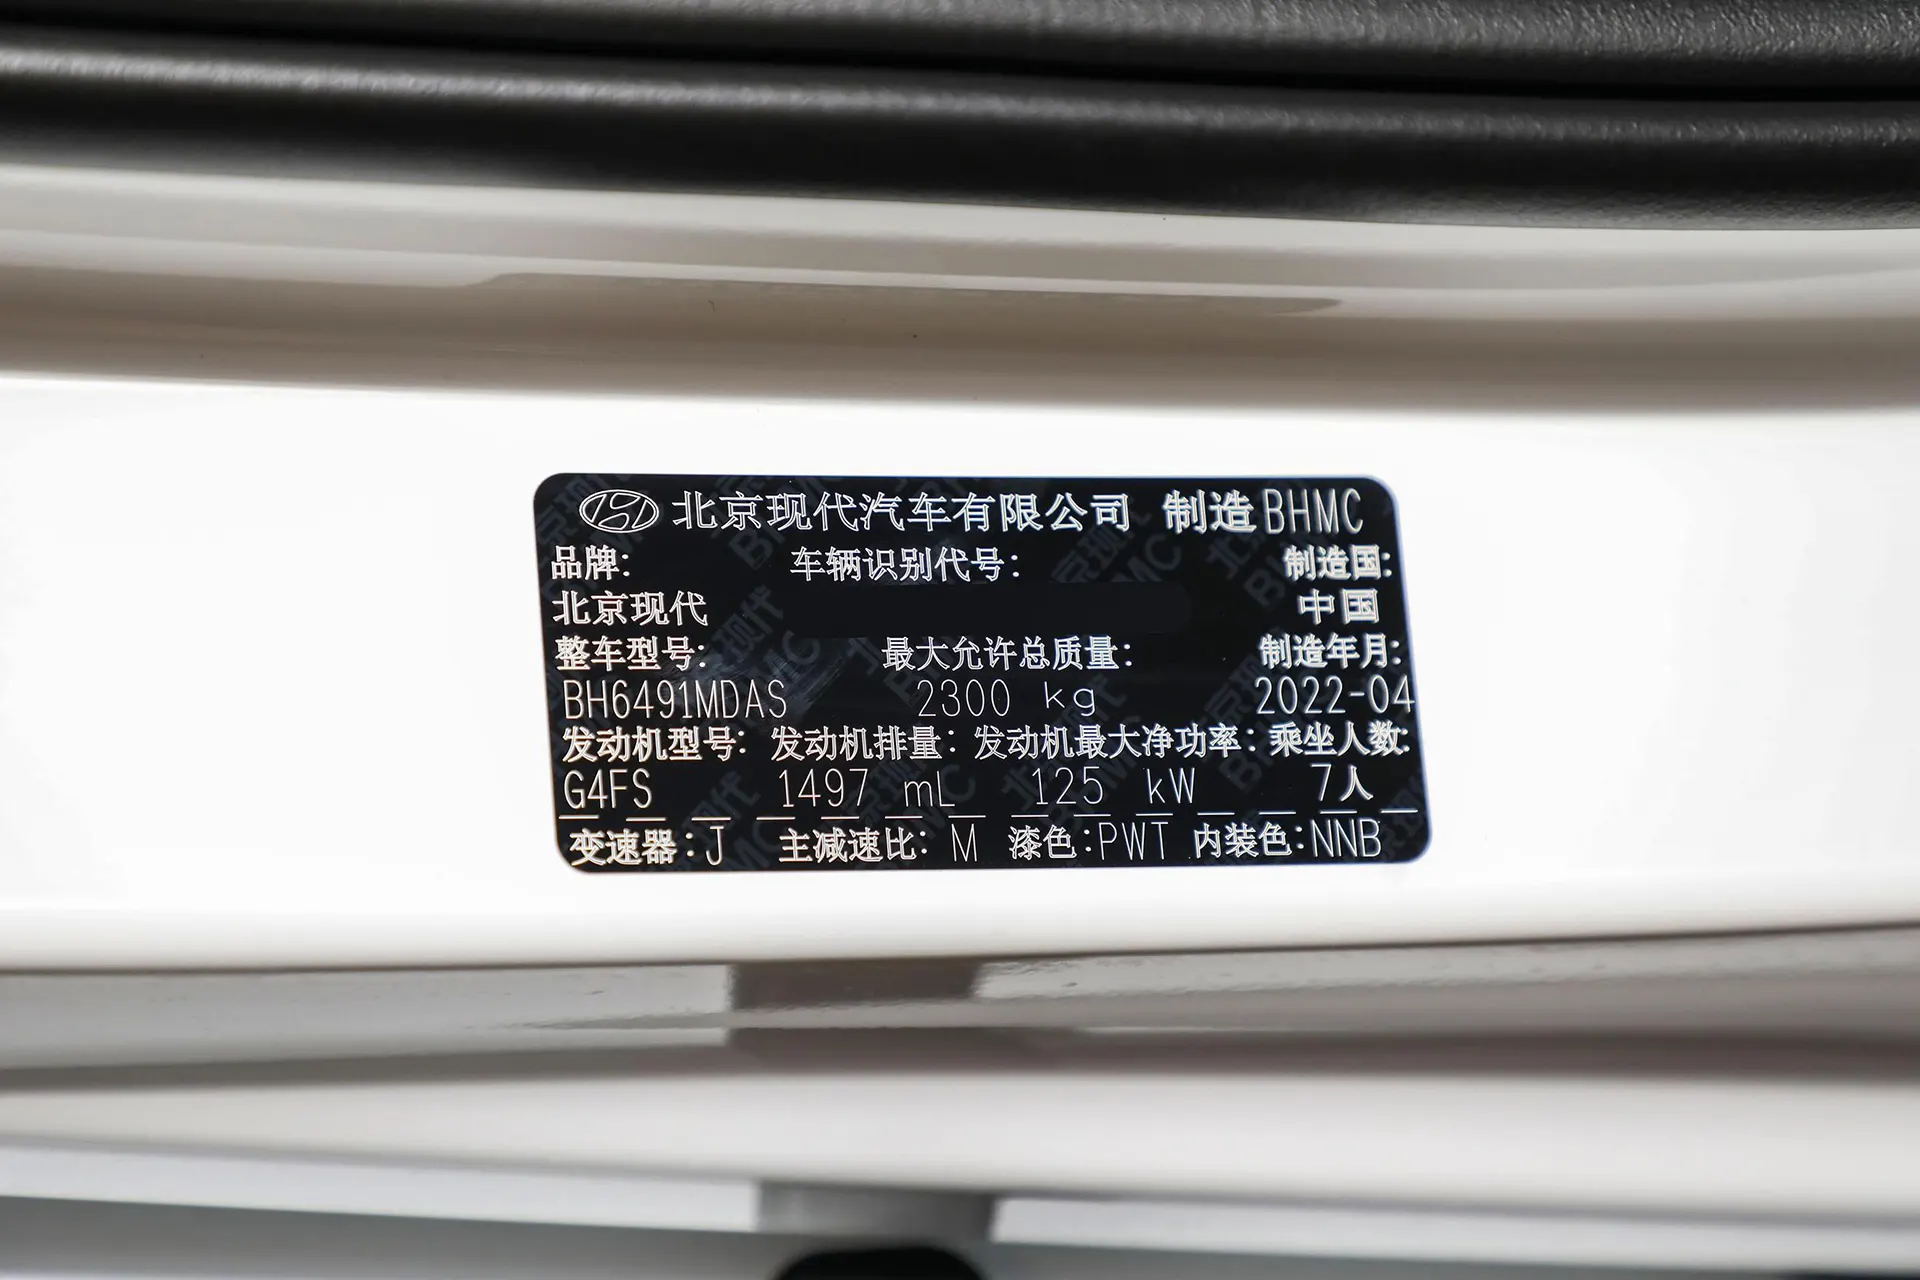 北京现代汽车有限公司 制造BHMC
品牌: 车辆识别代号: 制造国:
北京现代 中国
整车型号: 最大允许总质量: 制造年月:
BH6491MDAS 2300 kg 2022-04
发动机型号: 发动机排量: 发动机最大净功率: 乘坐人数:
G4FS 1497 mL 125 kW 7人
变速器:J 主减速比: M 漆色:PWT 内装色:NNB